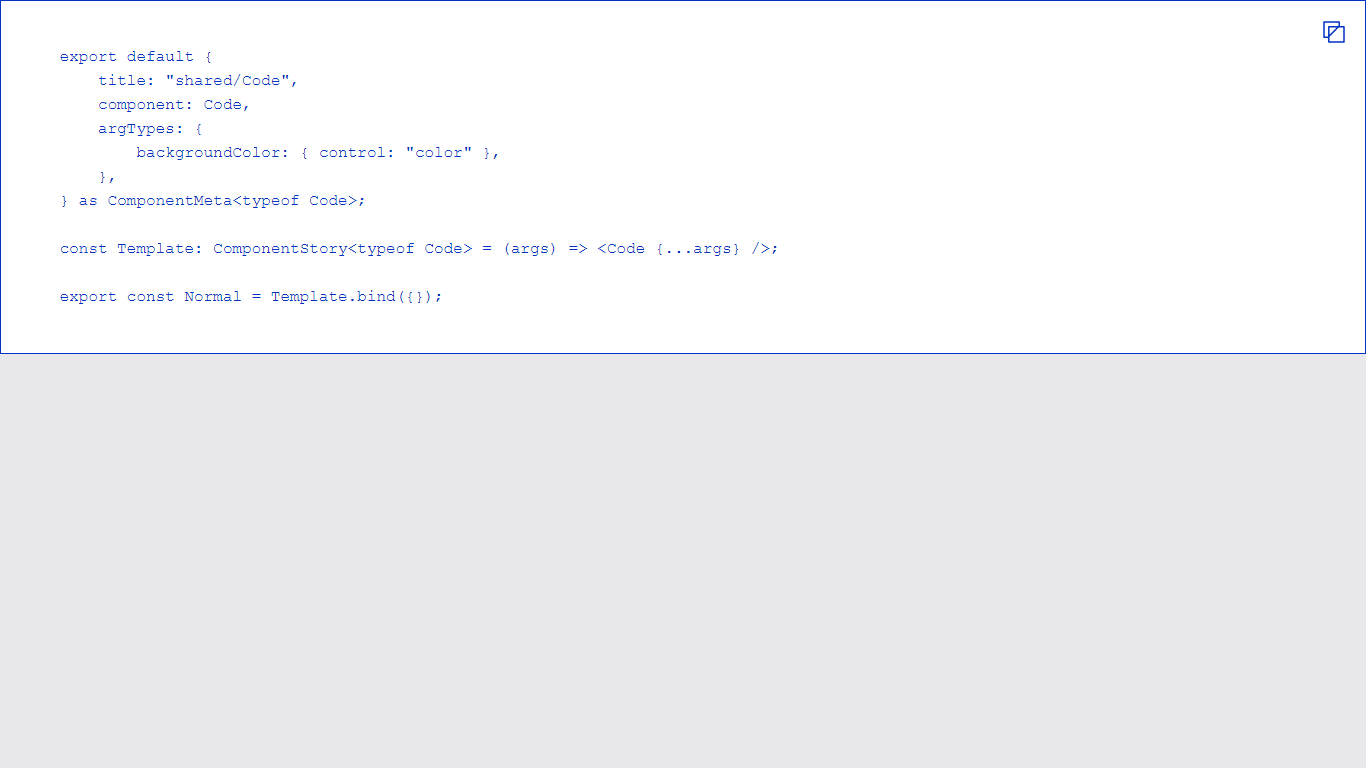 export default {
    title: "shared/Code",
    component: Code,
    argTypes: {
        backgroundColor: { control: "color" },
    },
} as ComponentMeta<typeof Code>;

const Template: ComponentStory<typeof Code> = (args) => <Code {...args} />;

export const Normal = Template.bind({});